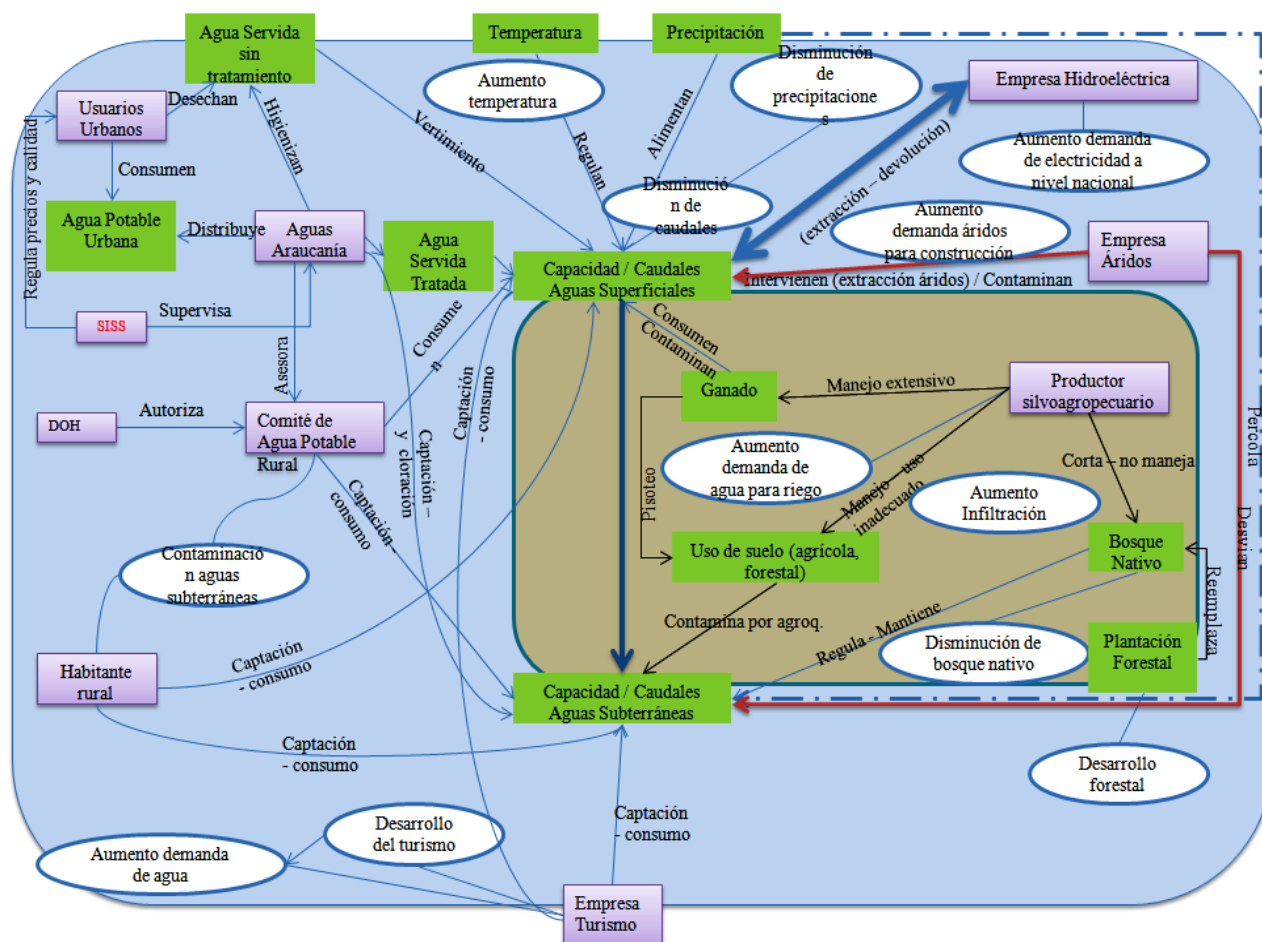 Agua Servida
sin
tratamiento
Temperatura
Precipitación
Aumento
temperatura
Disminución
de
precipitacione
s
Empresa Hidroeléctrica
Usuarios
Urbanos
Desechan
Higienizan
Vertimiento
Regulan
Alimentan
(extracción – devolución)
Aumento demanda
de electricidad a
nivel nacional
Regula precios y calidad
Consumen
Agua Potable
Urbana
Distribuye
Aguas
Araucanía
Agua
Servida
Tratada
Disminució
n de
caudales
Aumento
demanda áridos
para construcción
Empresa
Áridos
Capacidad / Caudales
Aguas Superficiales
Intervienen (extracción áridos) / Contaminan
SISS
Supervisa
Asesora
Consume
n
Consumen
Contaminan
Captación
- consumo
Ganado
Manejo extensivo
Productor
silvoagropecuario
DOH
Autoriza
Comité de
Agua Potable
Rural
Captación –
y cloración
Aumento
demanda de
agua para riego
Manejo – uso
inadecuado
Corta – no maneja
Percola
Desvian
Pisoteo
Captación -
consumo
Aumento
Infiltración
Contaminació
n aguas
subterráneas
Uso de suelo (agrícola,
forestal)
Bosque
Nativo
Reemplaza
Contamina por agroq.
Regula - Mantiene
Disminución de
bosque nativo
Plantación
Forestal
Habitante
rural
Captación
- consumo
Capacidad / Caudales
Aguas Subterráneas
Captación
- consumo
Desarrollo
forestal
Captación
- consumo
Desarrollo
del turismo
Aumento demanda
de agua
Empresa
Turismo